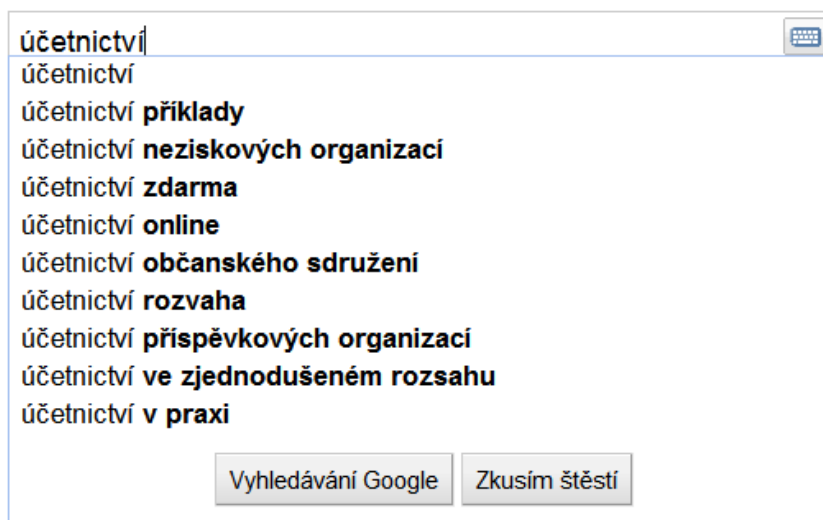 účetnictví
účetnictví
účetnictví příklady
účetnictví neziskových organizací
účetnictví zdarma
účetnictví online
účetnictví občanského sdružení
účetnictví rozvaha
účetnictví příspěvkových organizací
účetnictví ve zjednodušeném rozsahu
účetnictví v praxi
Vyhledávání Google Zkusím štěstí